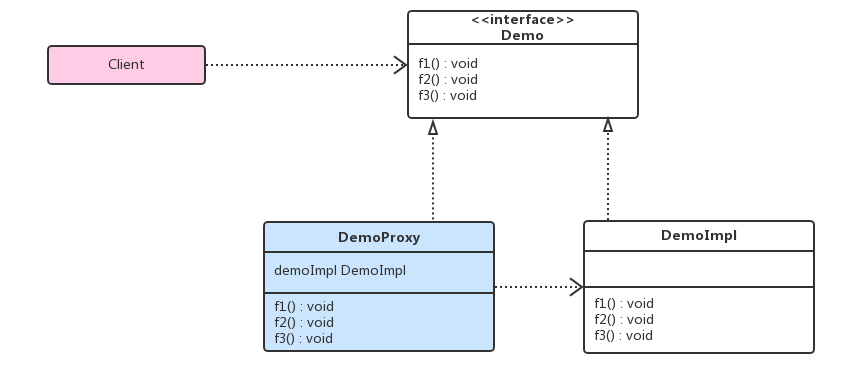 <<interface>>
Demo
Client
f1() : void
f2() : void
f3() : void
DemoProxy
demoImpl DemoImpl
f1() : void
f2() : void
f3() : void
DemoImpl
f1() : void
f2() : void
f3() : void